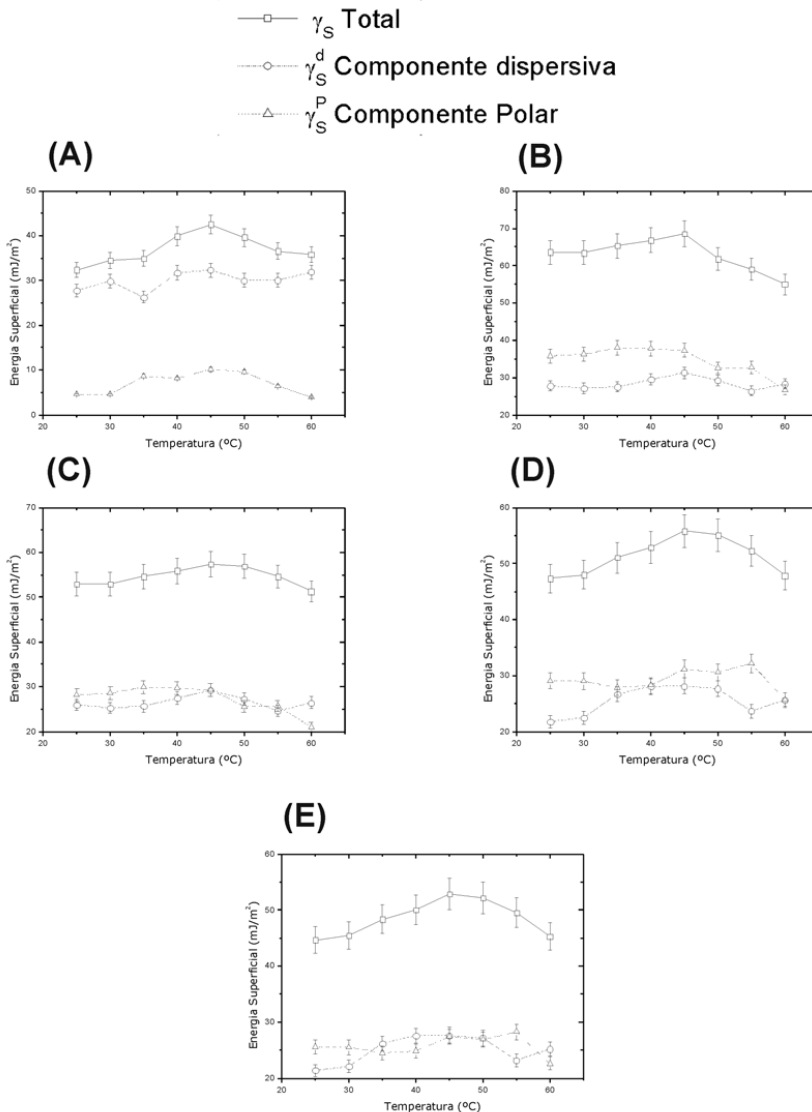 γS Total
γSd Componente dispersiva
γSP Componente Polar
(A)
50
40
30
20
10
0
Energia Superficial (mJ/m²)
20 30 40 50 60
Temperatura (ºC)
(B)
80
70
60
50
40
30
20
Energia Superficial (mJ/m²)
20 30 40 50 60
Temperatura (ºC)
(C)
70
60
50
40
30
20
Energia Superficial (mJ/m²)
20 30 40 50 60
Temperatura (ºC)
(D)
60
50
40
30
20
Energia Superficial (mJ/m²)
20 30 40 50 60
Temperatura (ºC)
(E)
60
50
40
30
20
Energia Superficial (mJ/m²)
20 30 40 50 60
Temperatura (ºC)